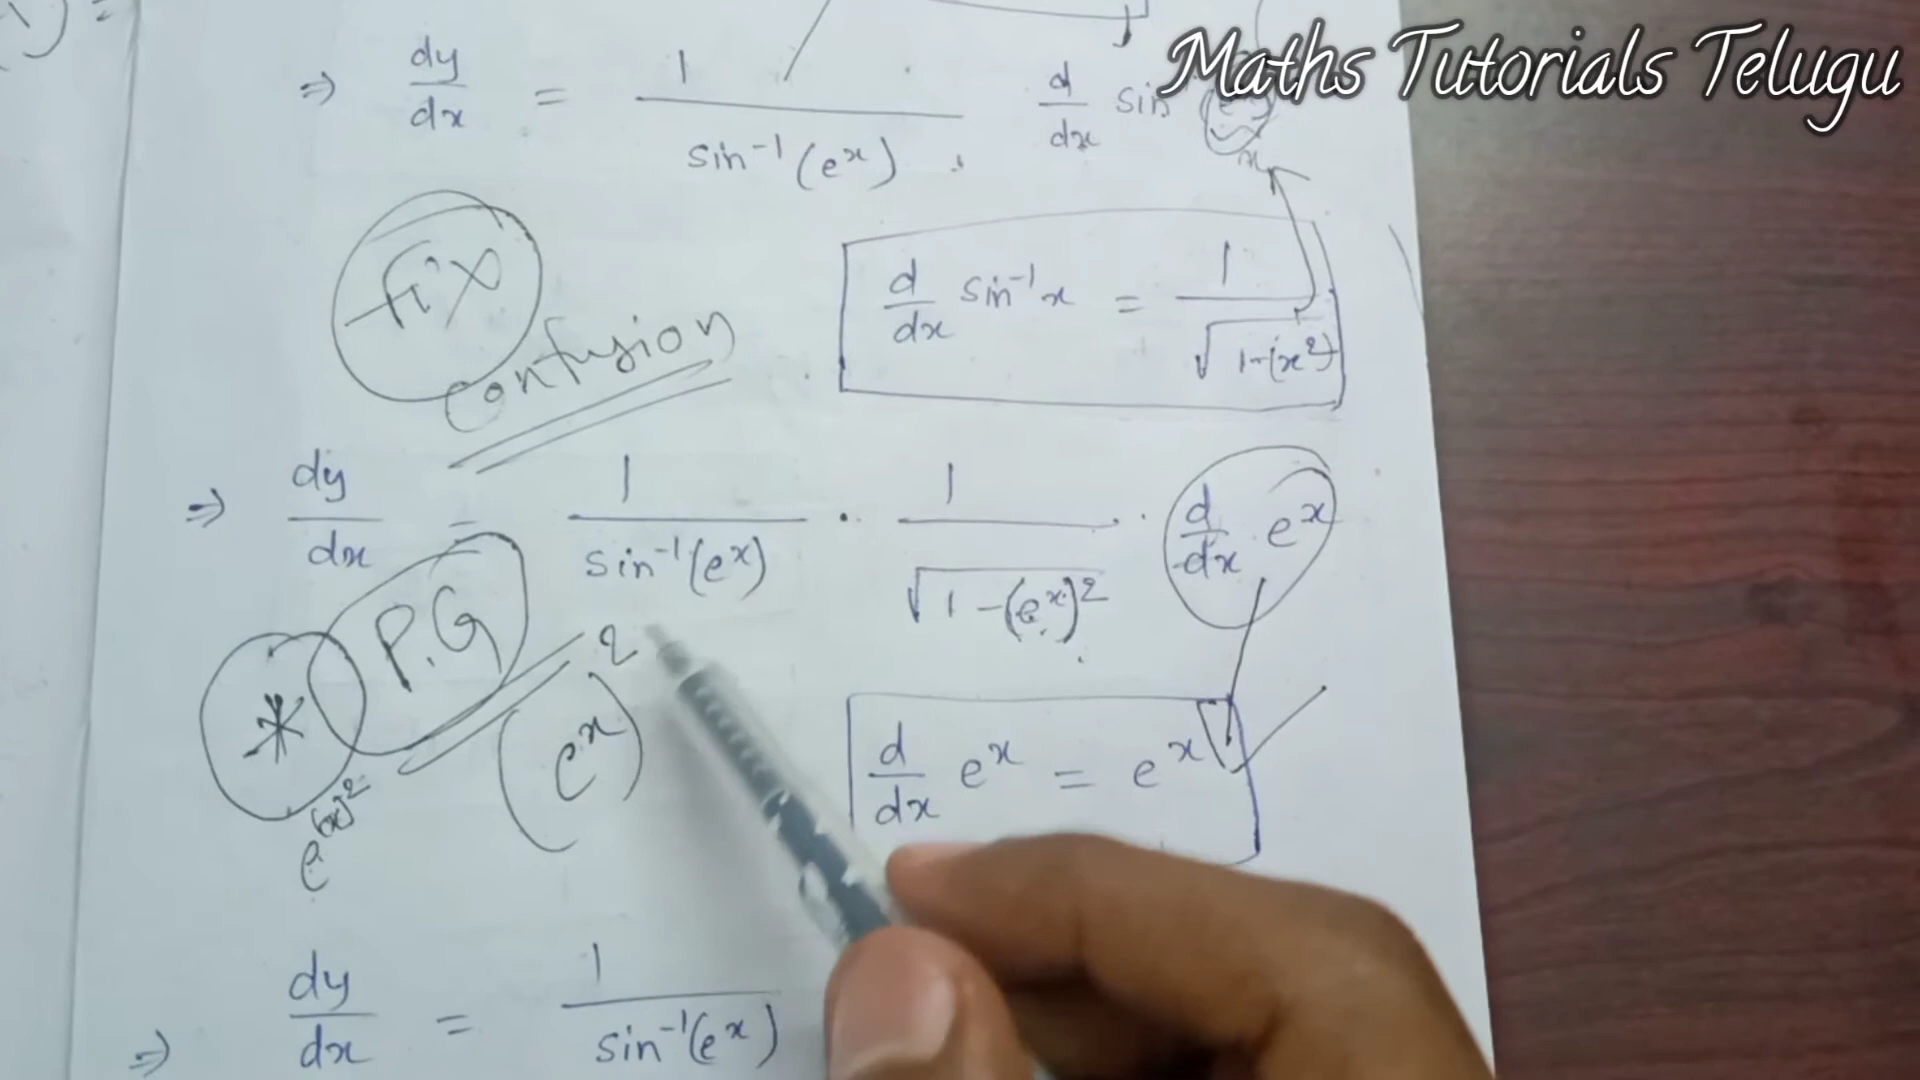 Maths Tutorials Telugu
⇒ dy/dx = 1/sin⁻¹(eˣ) . d/dx sin
fix
confusion
d/dx sin⁻¹x = 1/√1-(x²)
⇒ dy/dx = 1/sin⁻¹(eˣ) . 1/√1-(eˣ)² . d/dx eˣ
P.G
*
(eˣ)²
e^(x)²
d/dx eˣ = eˣ
⇒ dy/dx = 1/sin⁻¹(eˣ)